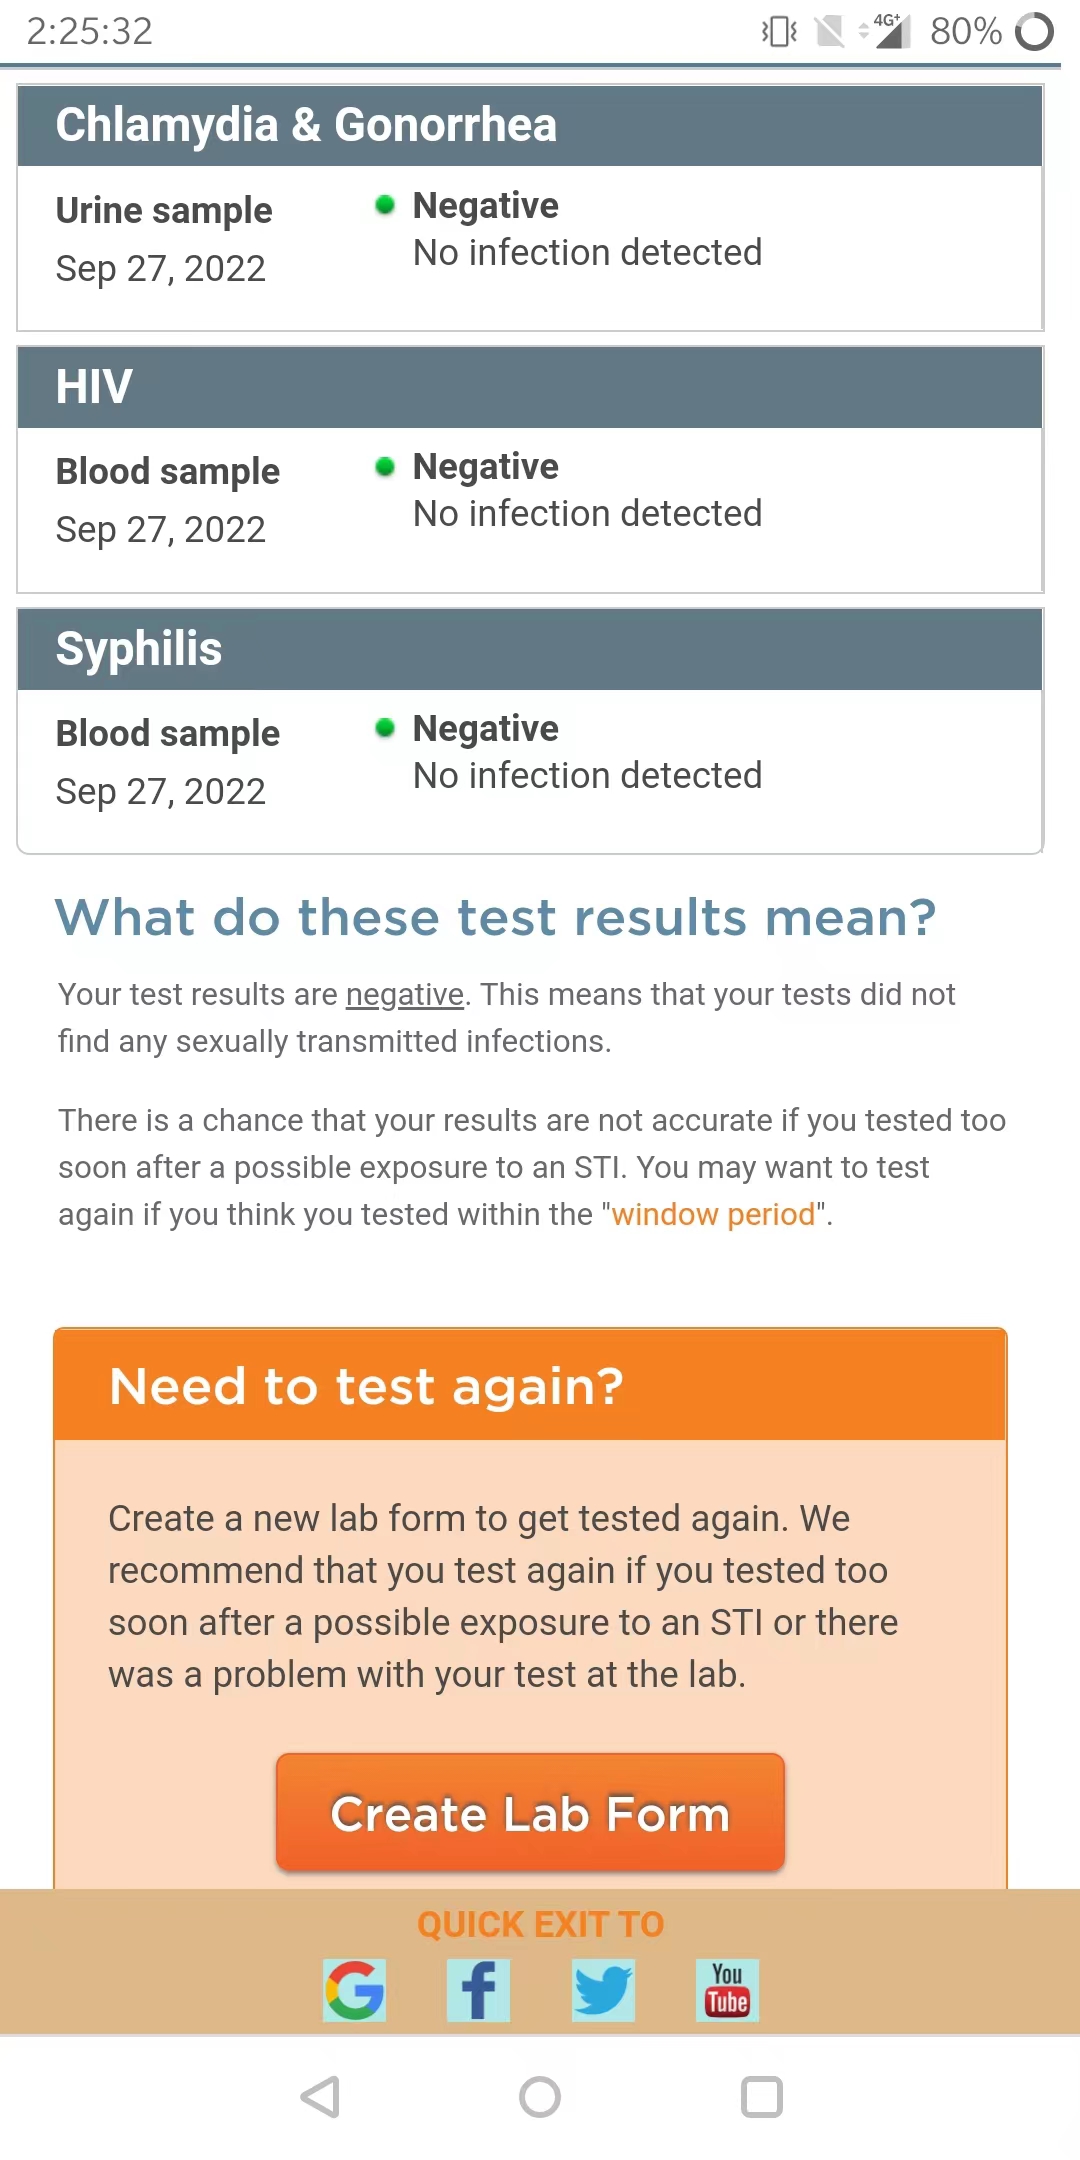 2:25:32 4G+ 80%
Chlamydia & Gonorrhea
Urine sample
Sep 27, 2022
Negative
No infection detected
HIV
Blood sample
Sep 27, 2022
Negative
No infection detected
Syphilis
Blood sample
Sep 27, 2022
Negative
No infection detected
What do these test results mean?
Your test results are negative. This means that your tests did not
find any sexually transmitted infections.
There is a chance that your results are not accurate if you tested too
soon after a possible exposure to an STI. You may want to test
again if you think you tested within the "window period".
Need to test again?
Create a new lab form to get tested again. We
recommend that you test again if you tested too
soon after a possible exposure to an STI or there
was a problem with your test at the lab.
Create Lab Form
QUICK EXIT TO
You
Tube